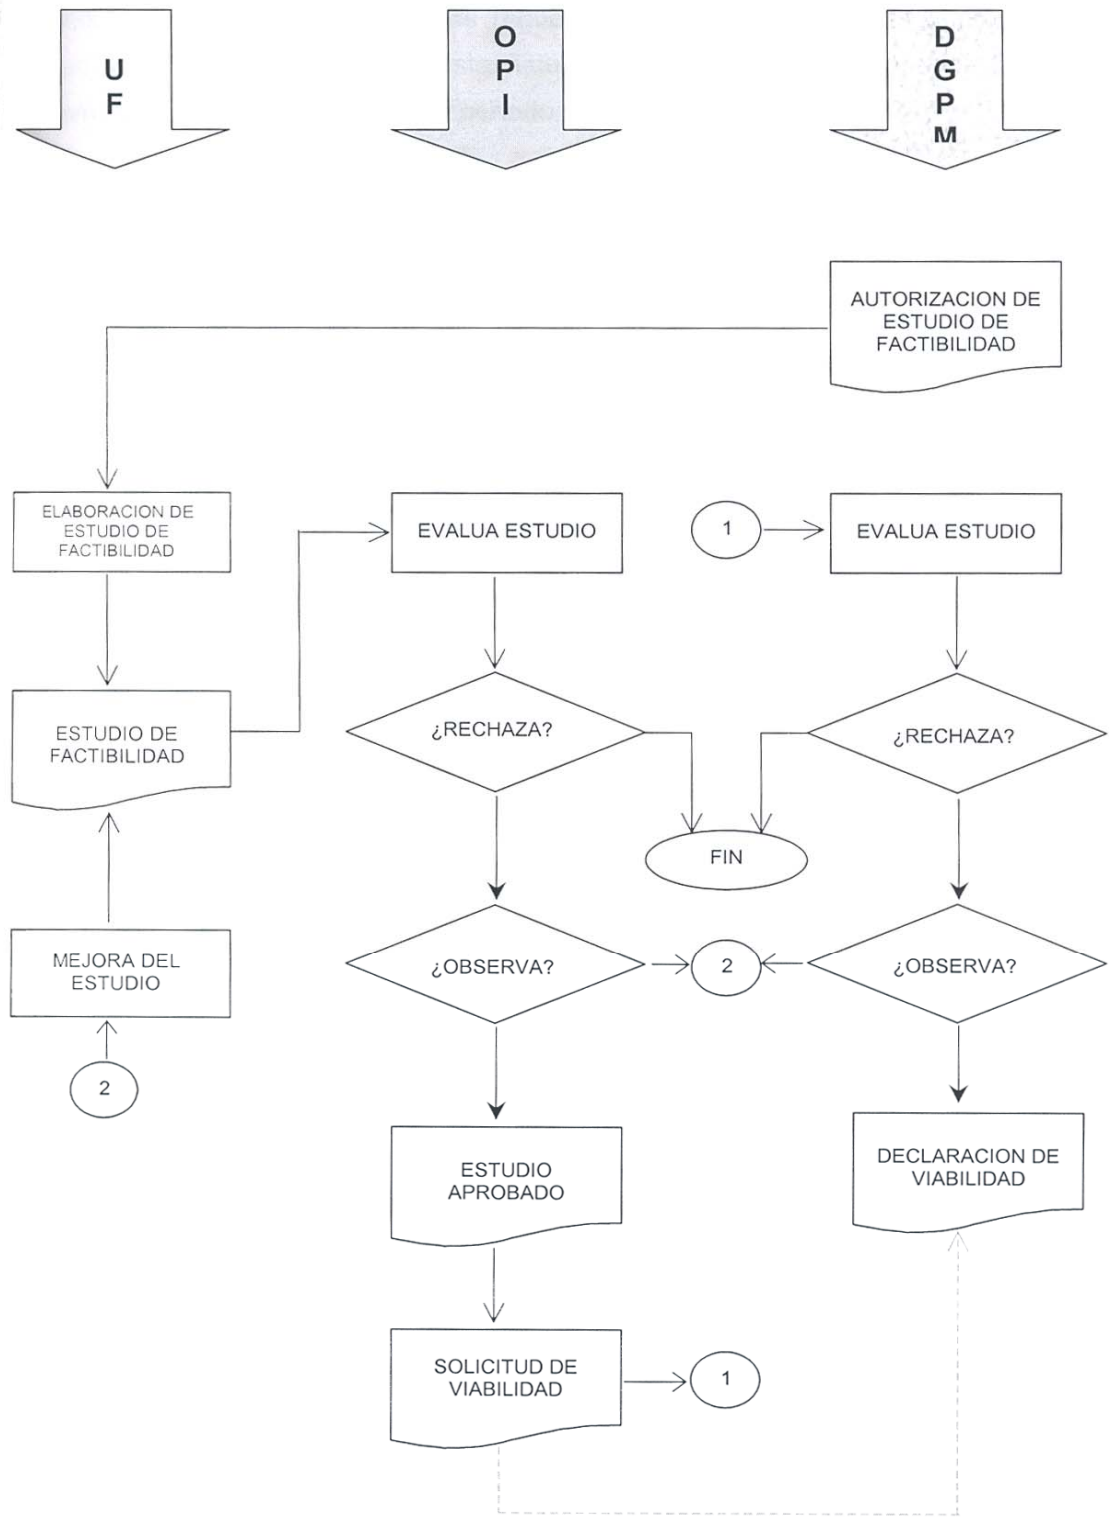 U
F
O
P
I
D
G
P
M
AUTORIZACION DE
ESTUDIO DE
FACTIBILIDAD
ELABORACION DE
ESTUDIO DE
FACTIBILIDAD
EVALUA ESTUDIO
1
EVALUA ESTUDIO
ESTUDIO DE
FACTIBILIDAD
¿RECHAZA?
¿RECHAZA?
FIN
MEJORA DEL
ESTUDIO
¿OBSERVA?
2
¿OBSERVA?
2
ESTUDIO
APROBADO
DECLARACION DE
VIABILIDAD
SOLICITUD DE
VIABILIDAD
1